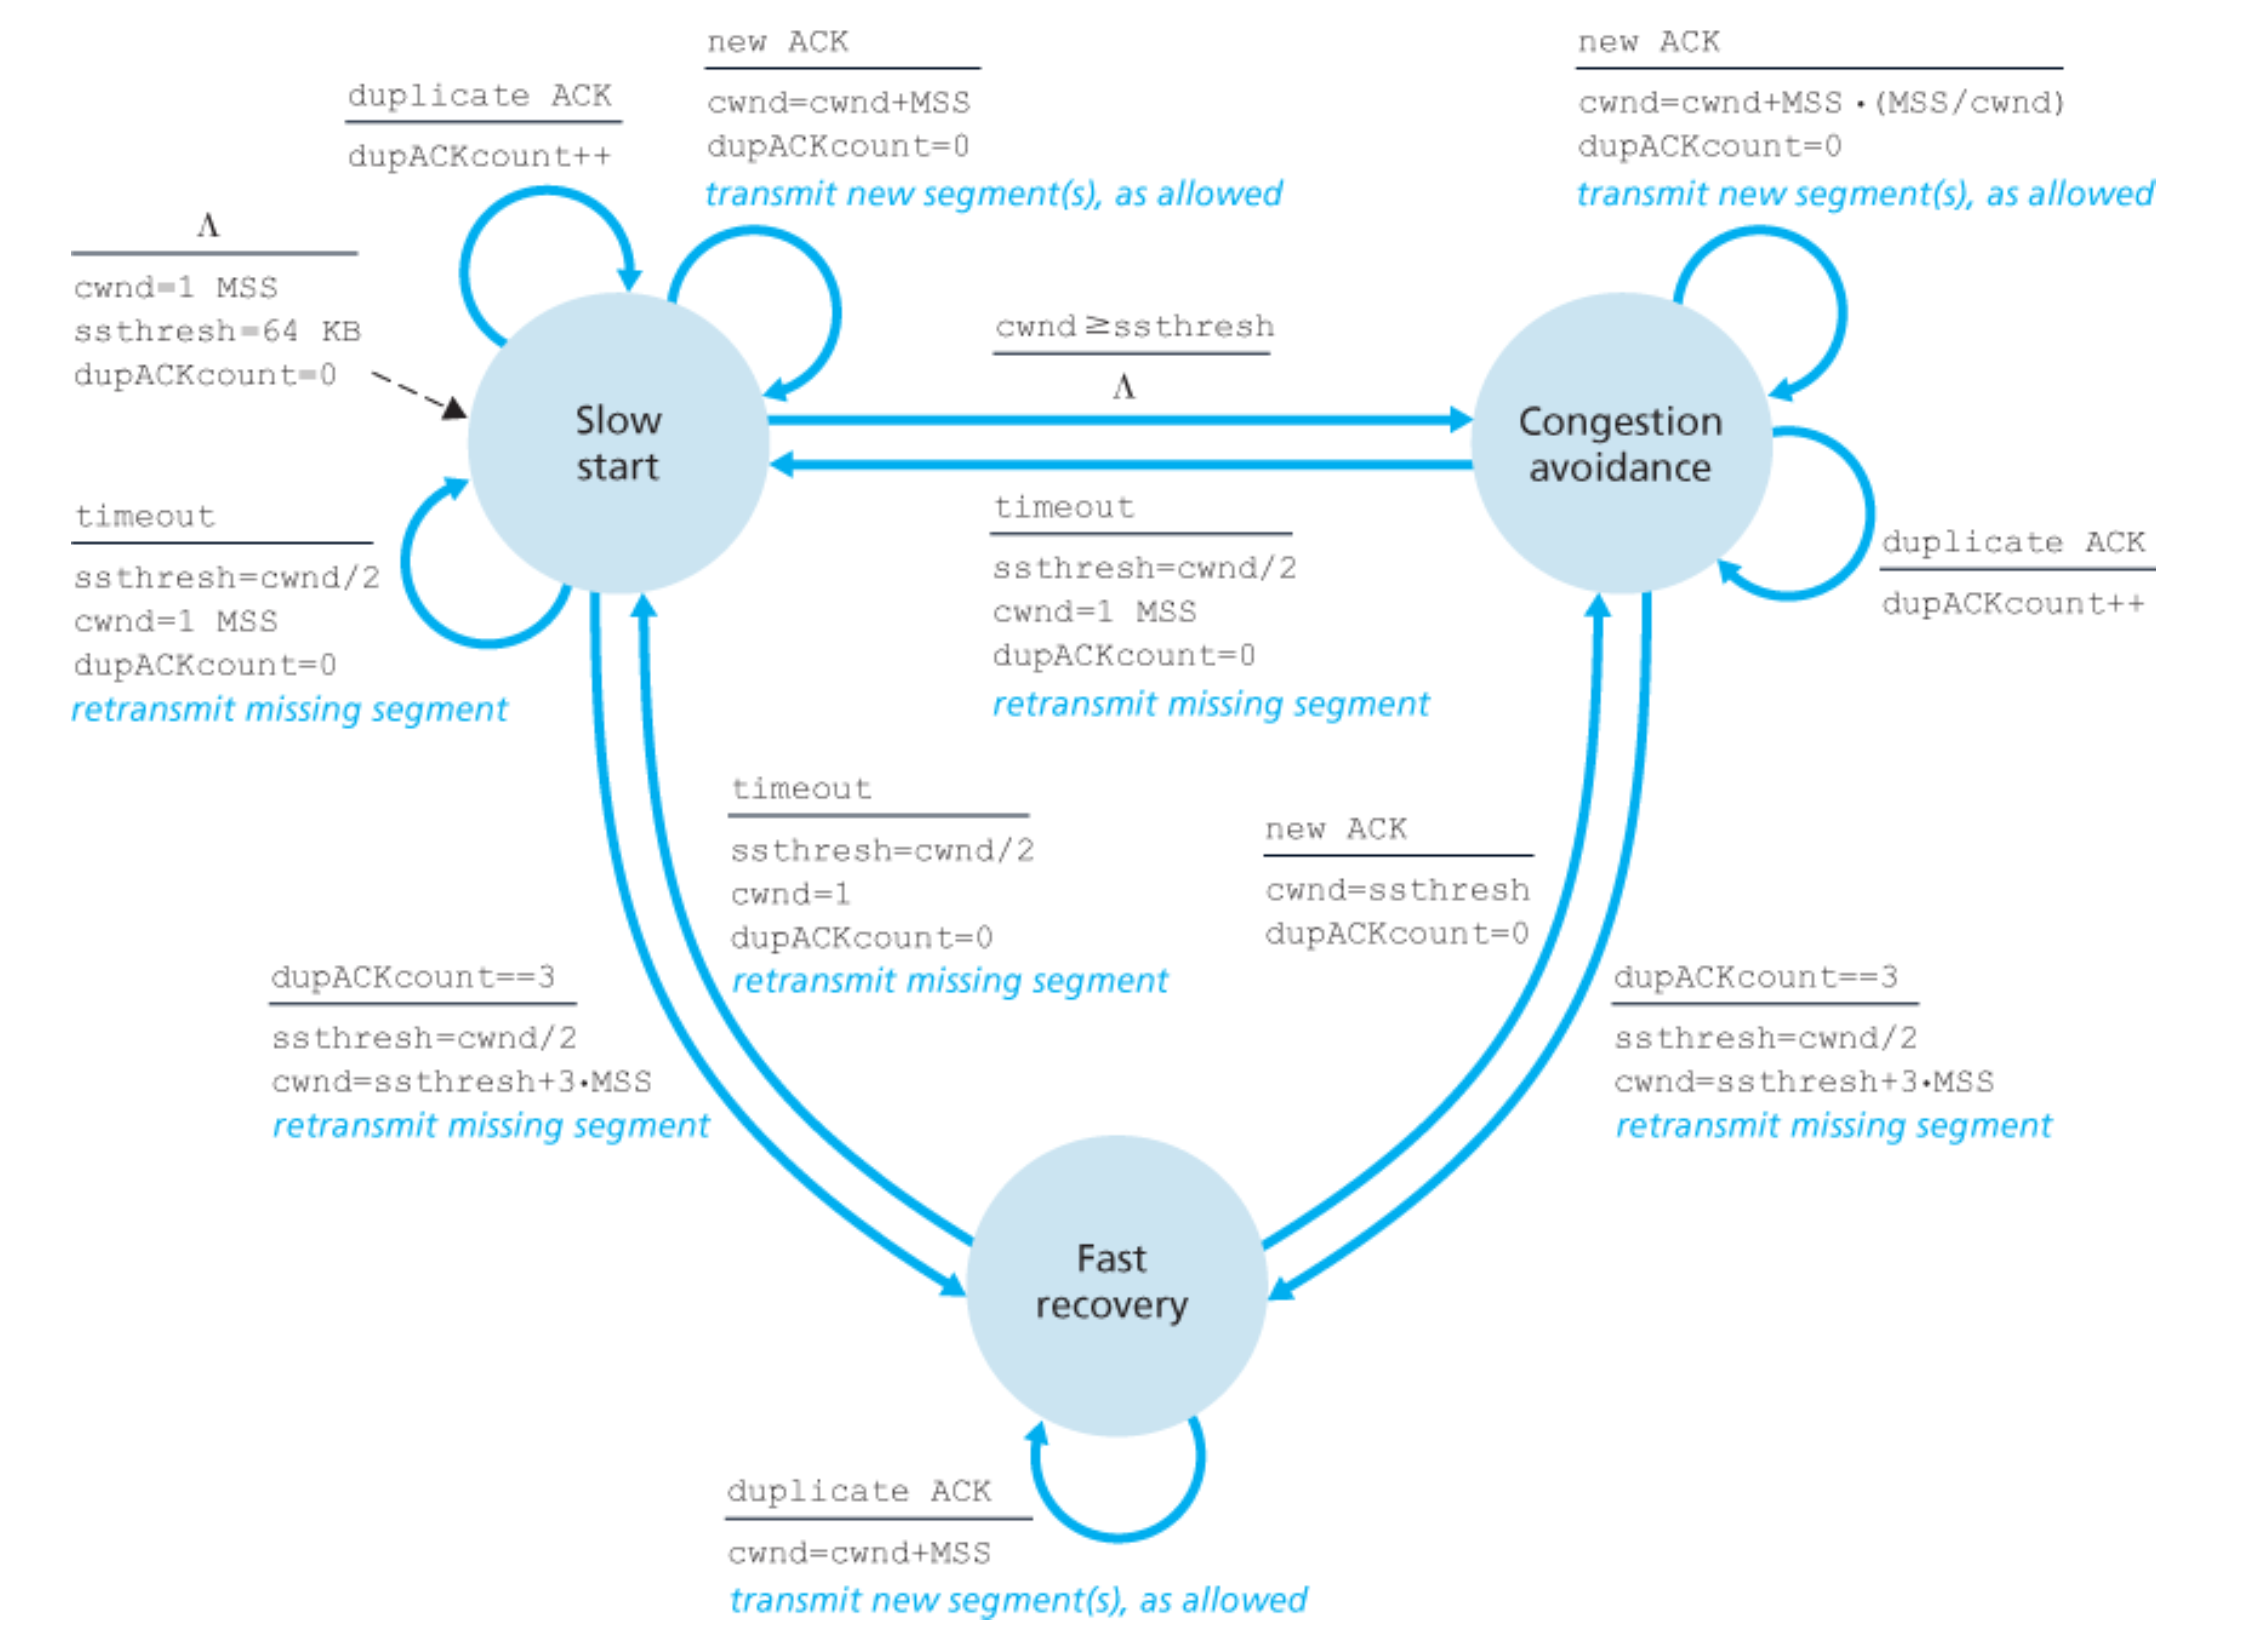 new ACK
cwnd=cwnd+MSS
dupACKcount=0
transmit new segment(s), as allowed
new ACK
cwnd=cwnd+MSS•(MSS/cwnd)
dupACKcount=0
transmit new segment(s), as allowed
duplicate ACK
dupACKcount++
Λ
cwnd=1 MSS
ssthresh=64 KB
dupACKcount=0
cwnd≥ssthresh
Λ
Slow
start
Congestion
avoidance
timeout
ssthresh=cwnd/2
cwnd=1 MSS
dupACKcount=0
retransmit missing segment
timeout
ssthresh=cwnd/2
cwnd=1 MSS
dupACKcount=0
retransmit missing segment
duplicate ACK
dupACKcount++
timeout
ssthresh=cwnd/2
cwnd=1
dupACKcount=0
retransmit missing segment
new ACK
cwnd=ssthresh
dupACKcount=0
dupACKcount==3
ssthresh=cwnd/2
cwnd=ssthresh+3•MSS
retransmit missing segment
dupACKcount==3
ssthresh=cwnd/2
cwnd=ssthresh+3•MSS
retransmit missing segment
Fast
recovery
duplicate ACK
cwnd=cwnd+MSS
transmit new segment(s), as allowed